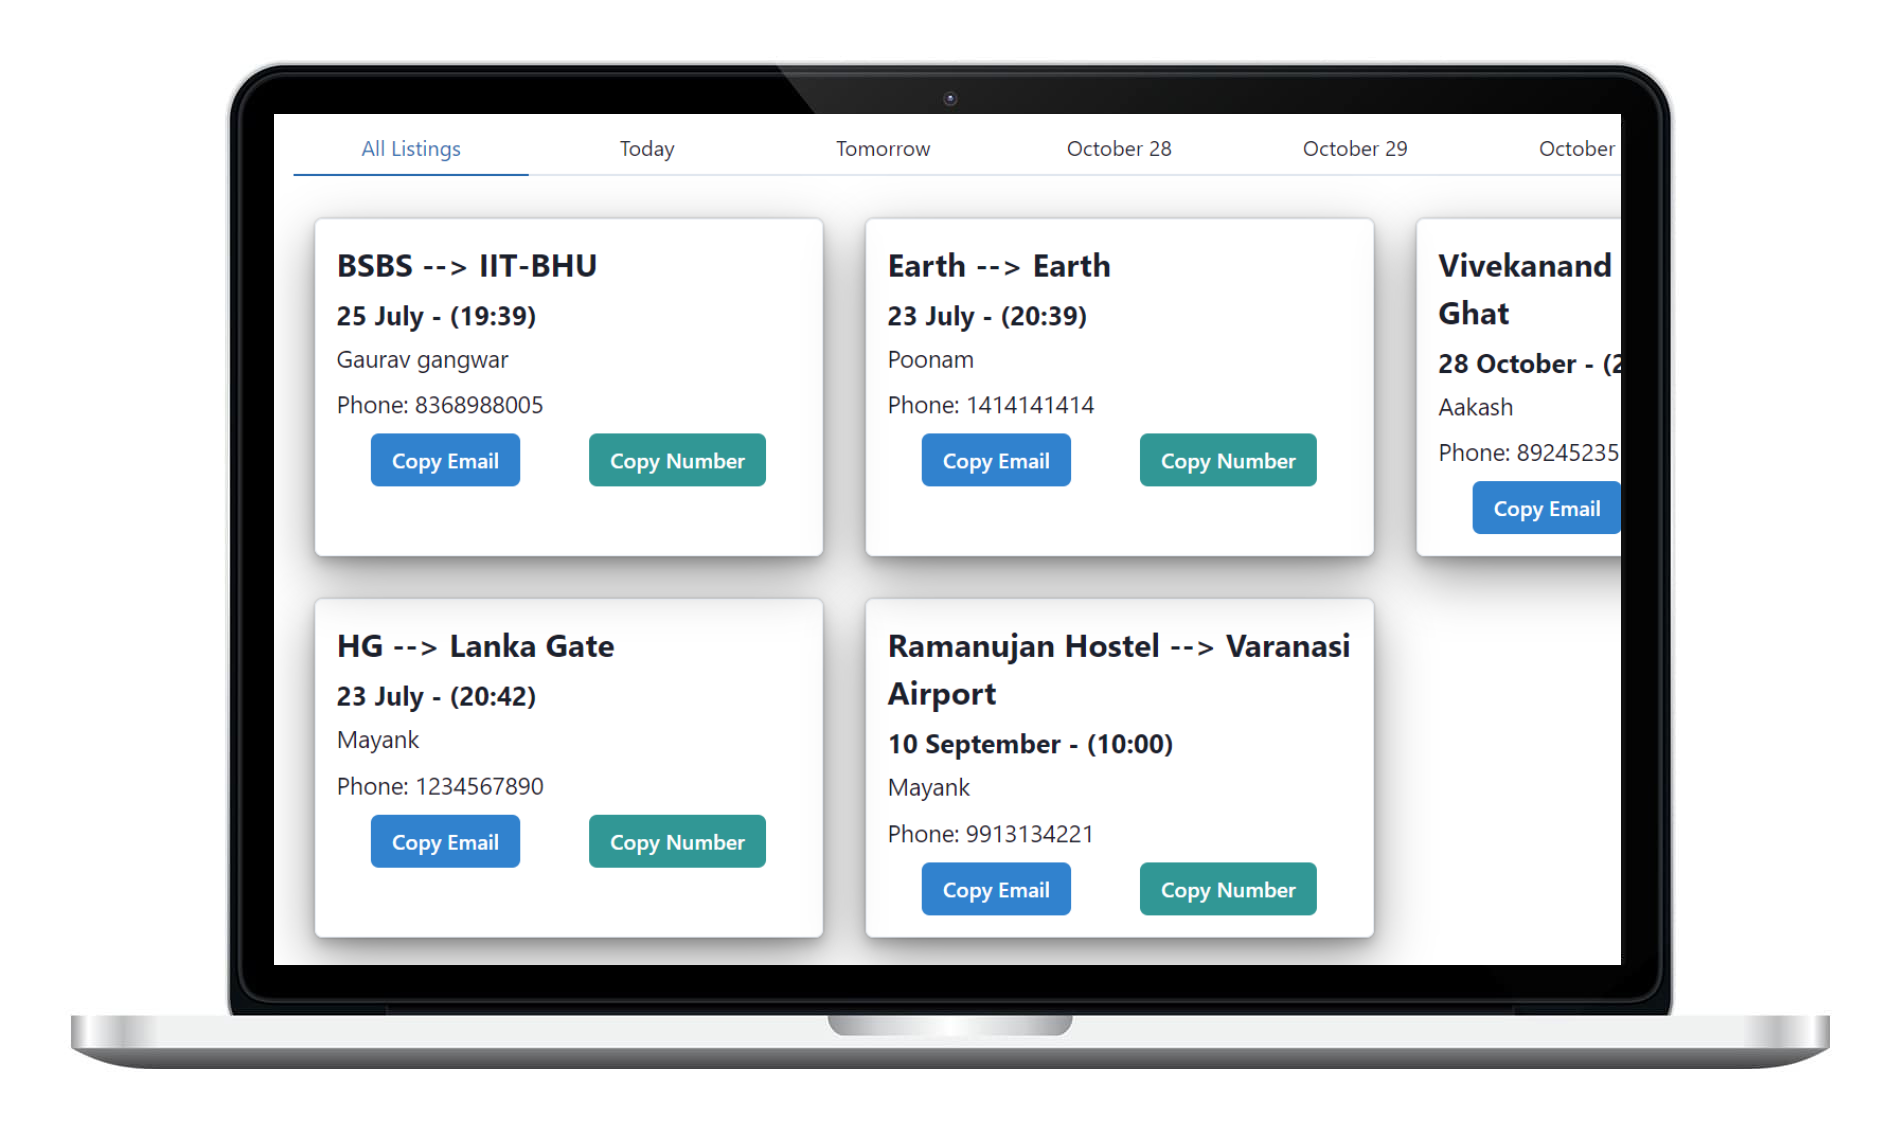 All Listings
Today
Tomorrow
October 28
October 29
October
BSBS --> IIT-BHU
25 July - (19:39)
Gaurav gangwar
Phone: 8368988005
Copy Email
Copy Number
Earth --> Earth
23 July - (20:39)
Poonam
Phone: 1414141414
Copy Email
Copy Number
Vivekanand
Ghat
28 October - (2
Aakash
Phone: 89245235
Copy Email
HG --> Lanka Gate
23 July - (20:42)
Mayank
Phone: 1234567890
Copy Email
Copy Number
Ramanujan Hostel --> Varanasi
Airport
10 September - (10:00)
Mayank
Phone: 9913134221
Copy Email
Copy Number